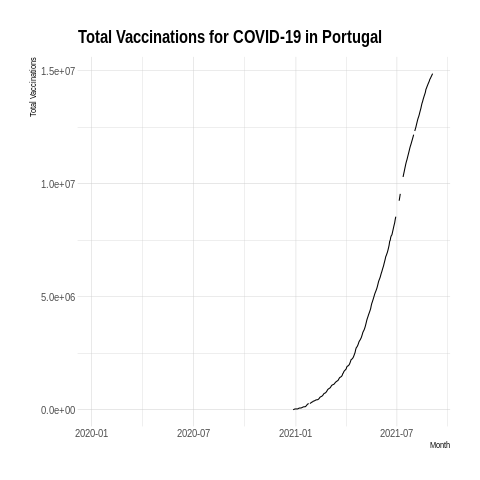 Total Vaccinations for COVID-19 in Portugal
Total Vaccinations
1.5e+07
1.0e+07
5.0e+06
0.0e+00
2020-01 2020-07 2021-01 2021-07
Month